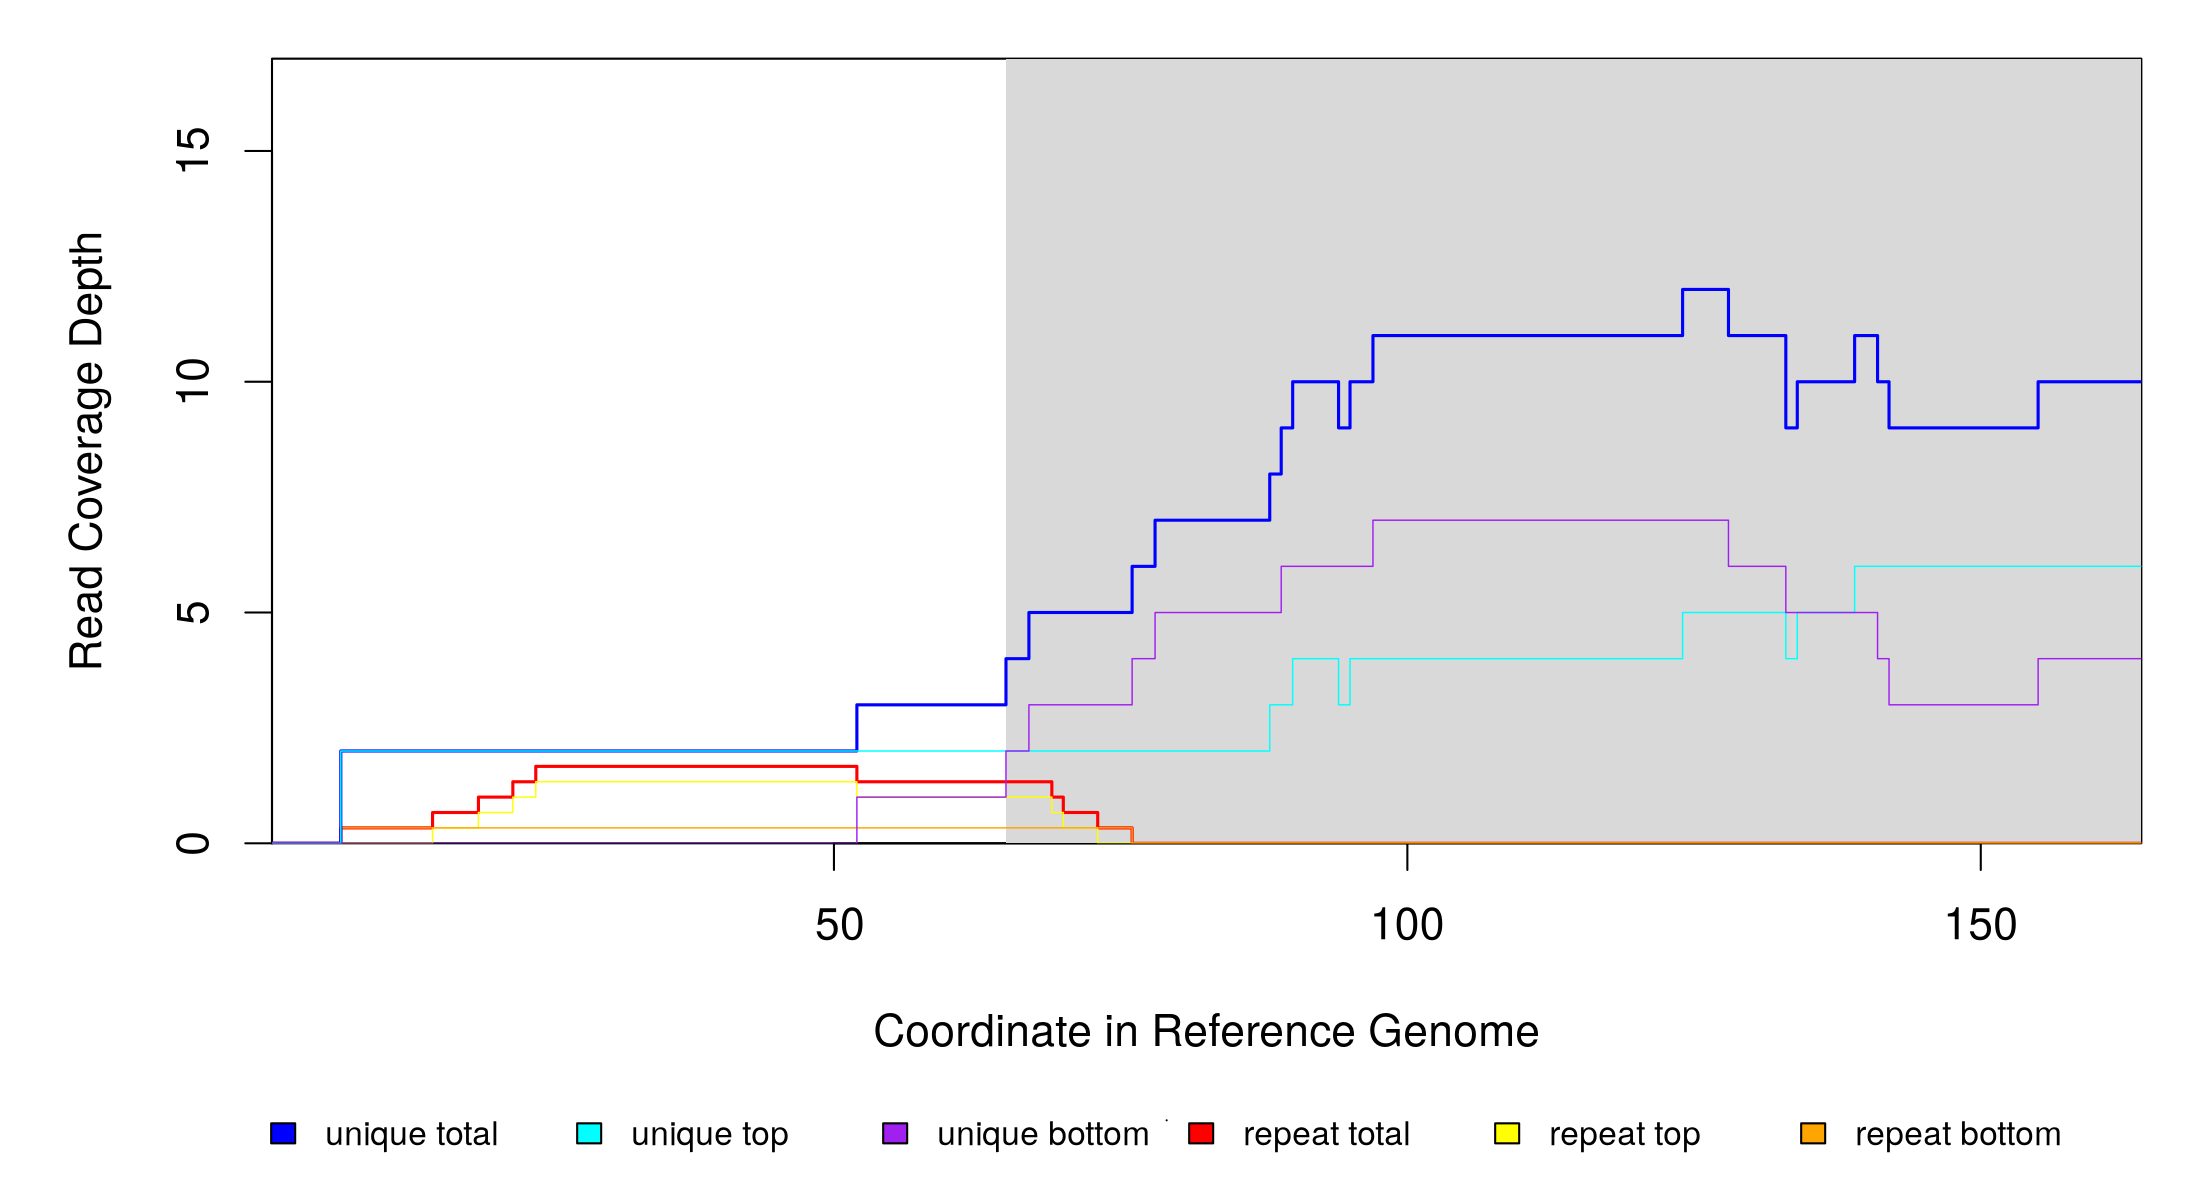 Read Coverage Depth
15
10
5
0
50 100 150
Coordinate in Reference Genome
unique total unique top unique bottom repeat total repeat top repeat bottom